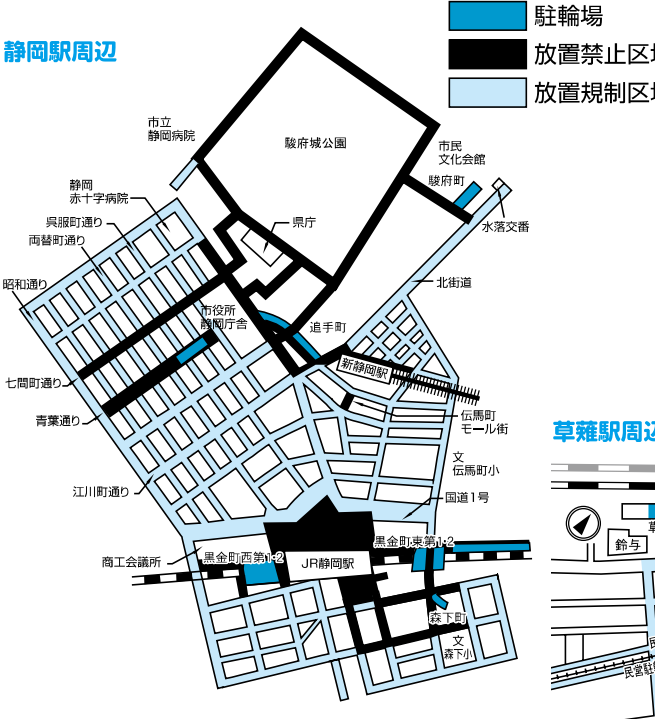 静岡駅周辺
駐輪場
放置禁止区
放置規制区
市立
静岡病院
駿府城公園
市民
文化会館
駿府町
水落交番
静岡
赤十字病院
呉服町通り
両替町通り
昭和通り
県庁
北街道
市役所
静岡庁舎
追手町
新静岡駅
七間町通り
青葉通り
伝馬町
モール街
文
伝馬町小
江川町通り
国道1号
商工会議所
黒金町西第1・2
JR静岡駅
黒金町東第1・2
森下町
文
森下小
草薙駅周辺
鈴与
草
民
民営駐